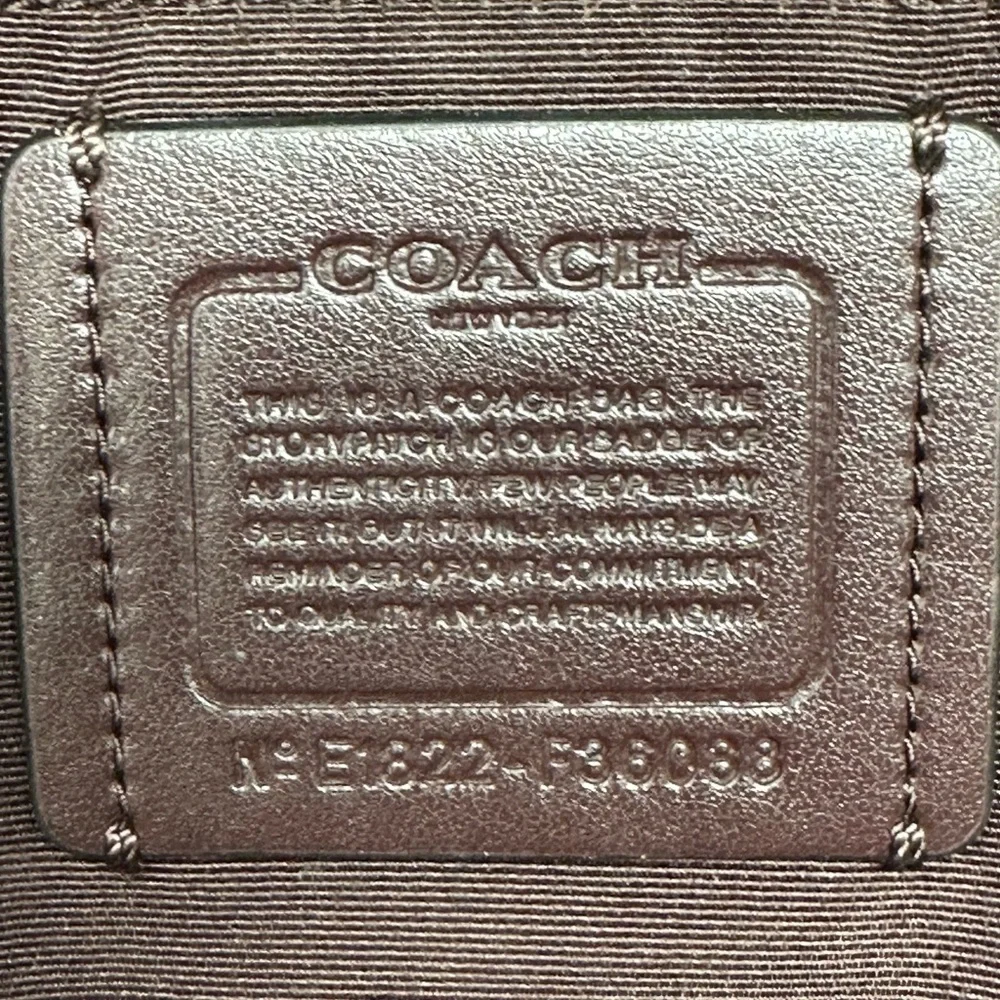 COACH
NEW YORK
THIS IS A COACH BAG. THE
STORYPATCH IS OUR BADGE OF
AUTHENTICITY. FEW PEOPLE MAY
SEE IT BUT IT WILL ALWAYS BE A
REMINDER OF OUR COMMITMENT
TO QUALITY AND CRAFTSMANSHIP.
Nº E1822-F36088